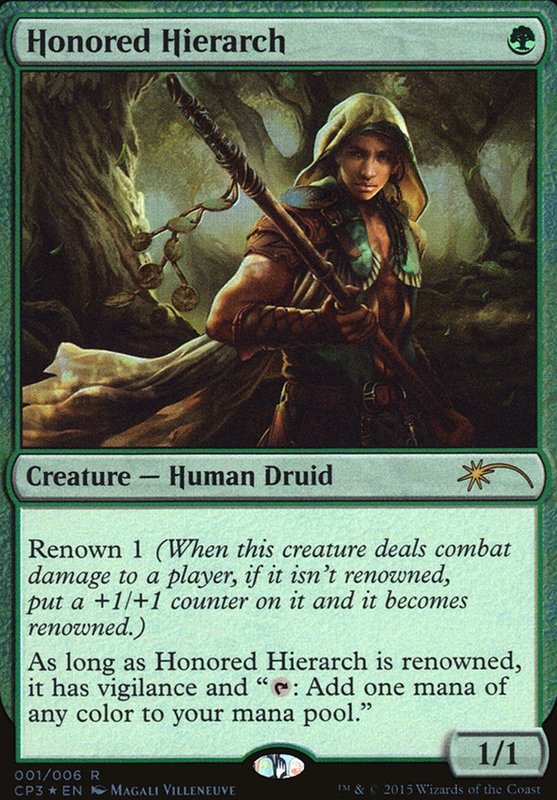 Honored Hierarch
Creature — Human Druid
Renown 1 (When this creature deals combat
damage to a player, if it isn't renowned,
put a +1/+1 counter on it and it becomes
renowned.)
As long as Honored Hierarch is renowned,
it has vigilance and “: Add one mana of
any color to your mana pool.”
1/1
001/006 R
CP3 ★ EN Magali Villeneuve
™ & © 2015 Wizards of the Coast